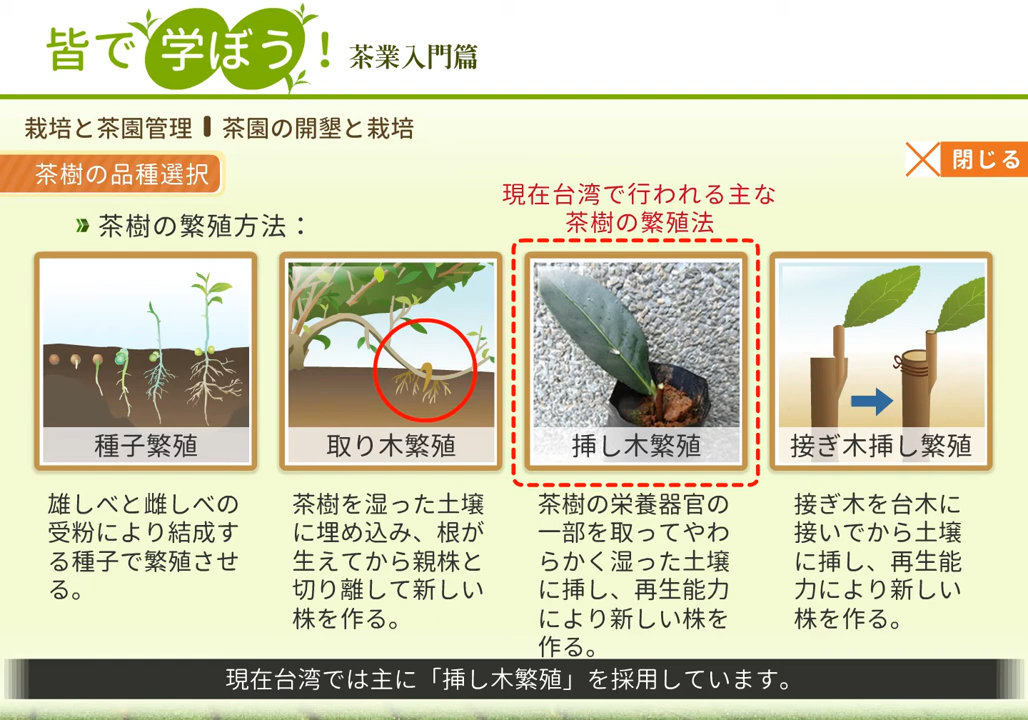 皆で学ぼう！茶業入門篇
栽培と茶園管理 ▍茶園の開墾と栽培
閉じる
茶樹の品種選択
現在台湾で行われる主な
茶樹の繁殖法
茶樹の繁殖方法：
種子繁殖
取り木繁殖
挿し木繁殖
接ぎ木挿し繁殖
雄しべと雌しべの
受粉により結成す
る種子で繁殖させ
る。
茶樹を湿った土壌
に埋め込み、根が
生えてから親株と
切り離して新しい
株を作る。
茶樹の栄養器官の
一部を取ってやわ
らかく湿った土壌
に挿し、再生能力
により新しい株を
作る。
接ぎ木を台木に
接いでから土壌
に挿し、再生能
力により新しい
株を作る。
現在台湾では主に「挿し木繁殖」を採用しています。